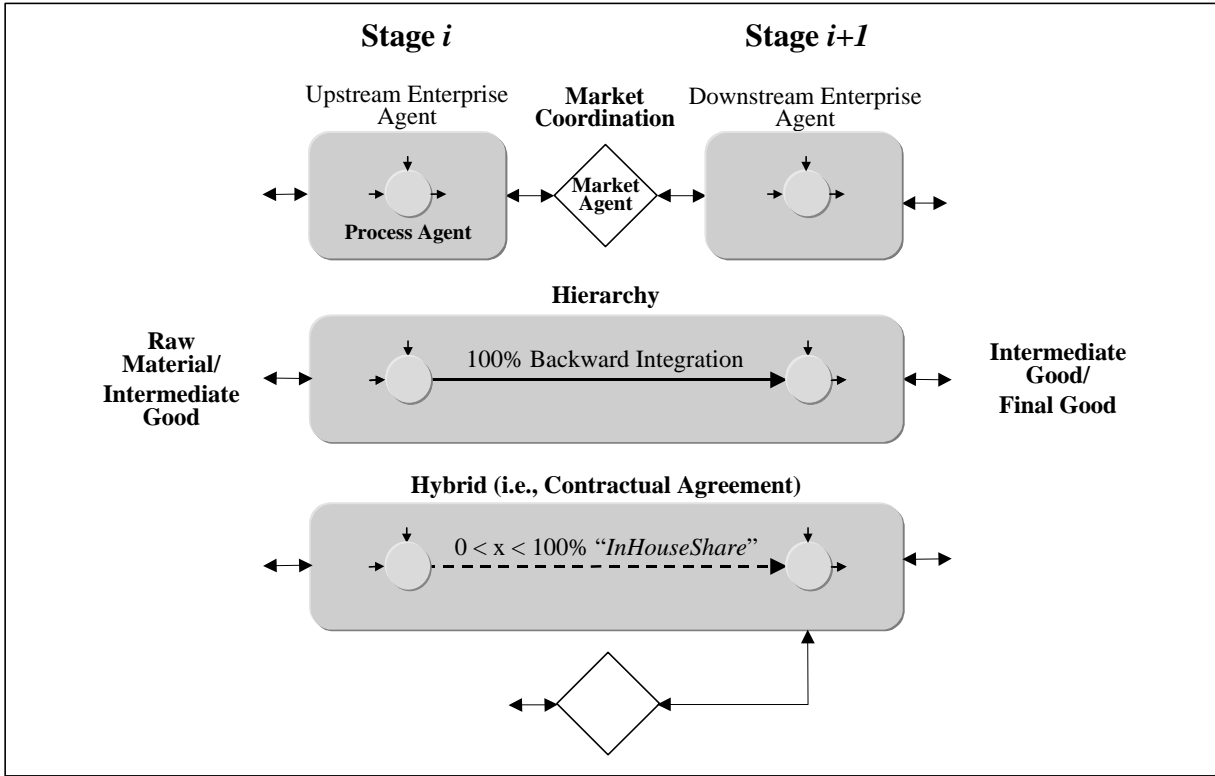 Stage i
Stage i+1
Upstream Enterprise
Agent
Market
Coordination
Downstream Enterprise
Agent
Market
Agent
Process Agent
Hierarchy
Raw
Material/
Intermediate
Good
100% Backward Integration
Intermediate
Good/
Final Good
Hybrid (i.e., Contractual Agreement)
0 < x < 100% “InHouseShare”